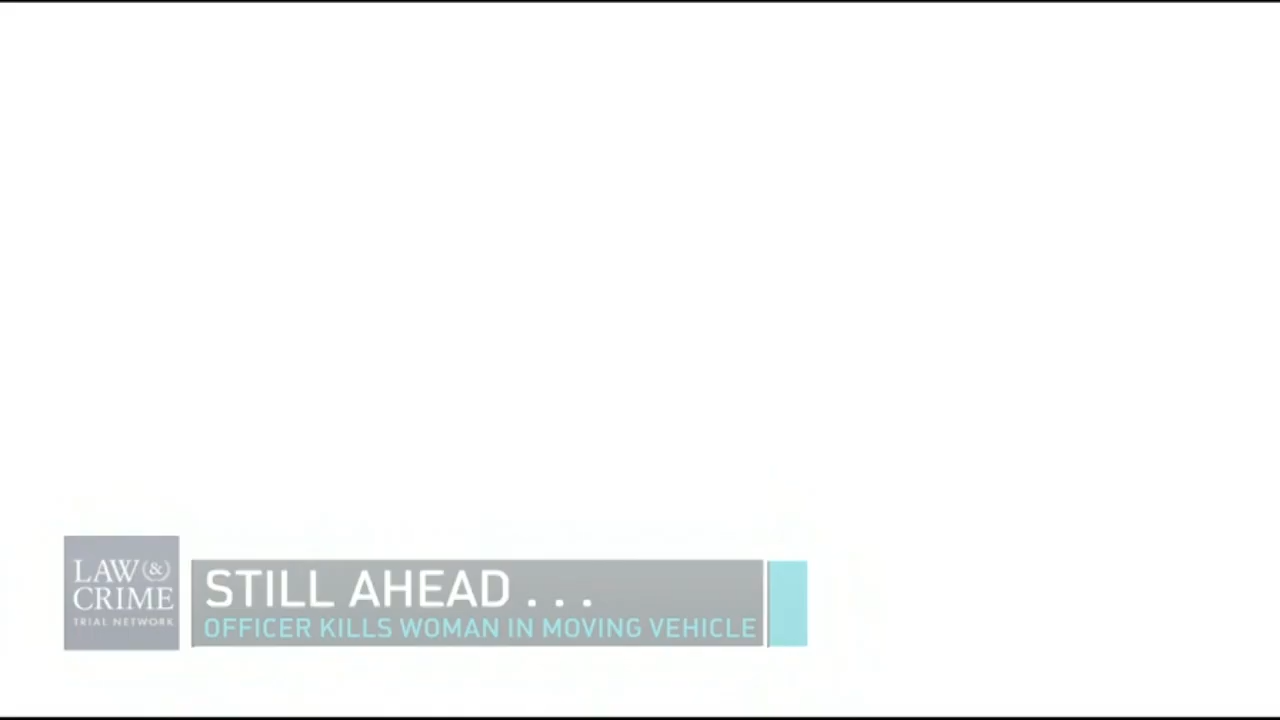 LAW (&)
CRIME
TRIAL NETWORK
STILL AHEAD . . .
OFFICER KILLS WOMAN IN MOVING VEHICLE